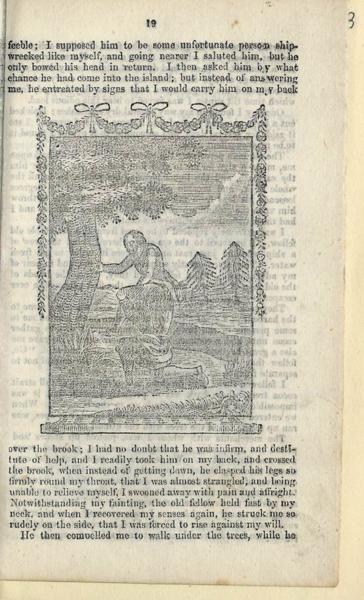 19
3
feeble; I supposed him to be some unfortunate person ship-
wrecked like myself, and going nearer I saluted him, but he
only bowed his head in return. I then asked him by what
chance he had come into the island; but instead of answering
me, he entreated by signs that I would carry him on my back
over the brook; I had no doubt that he was infirm, and desti-
tute of help, and I readily took him on my back, and crossed
the brook, when instead of getting down, he clasped his legs so
firmly round my throat, that I was almost strangled, and being
unable to relieve myself, I swooned away with pain and affright.
Notwithstanding my fainting, the old fellow held fast by my
neck, and when I recovered my senses again, he struck me so
rudely on the side, that I was forced to rise against my will.
He then compelled me to walk under the trees, while he